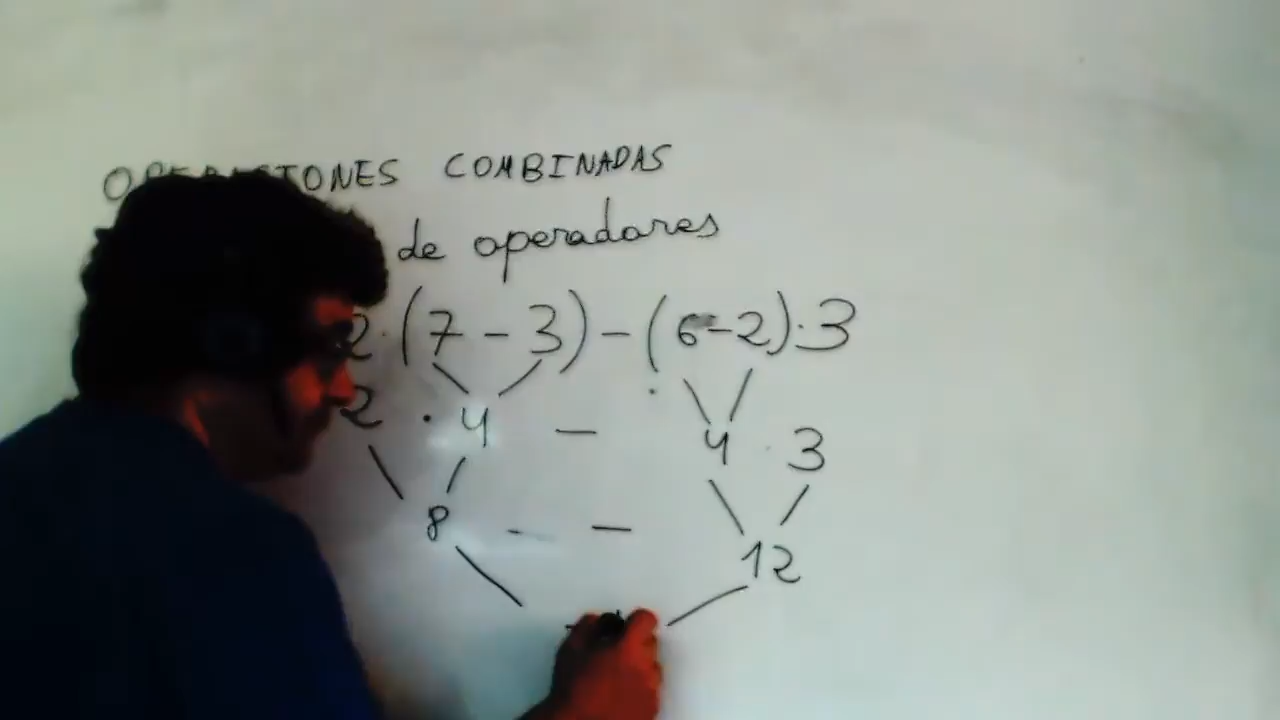 OPERACIONES COMBINADAS
de operadores
2·(7-3)-(6-2)·3
2 · 4 - 4 · 3
8 - 12